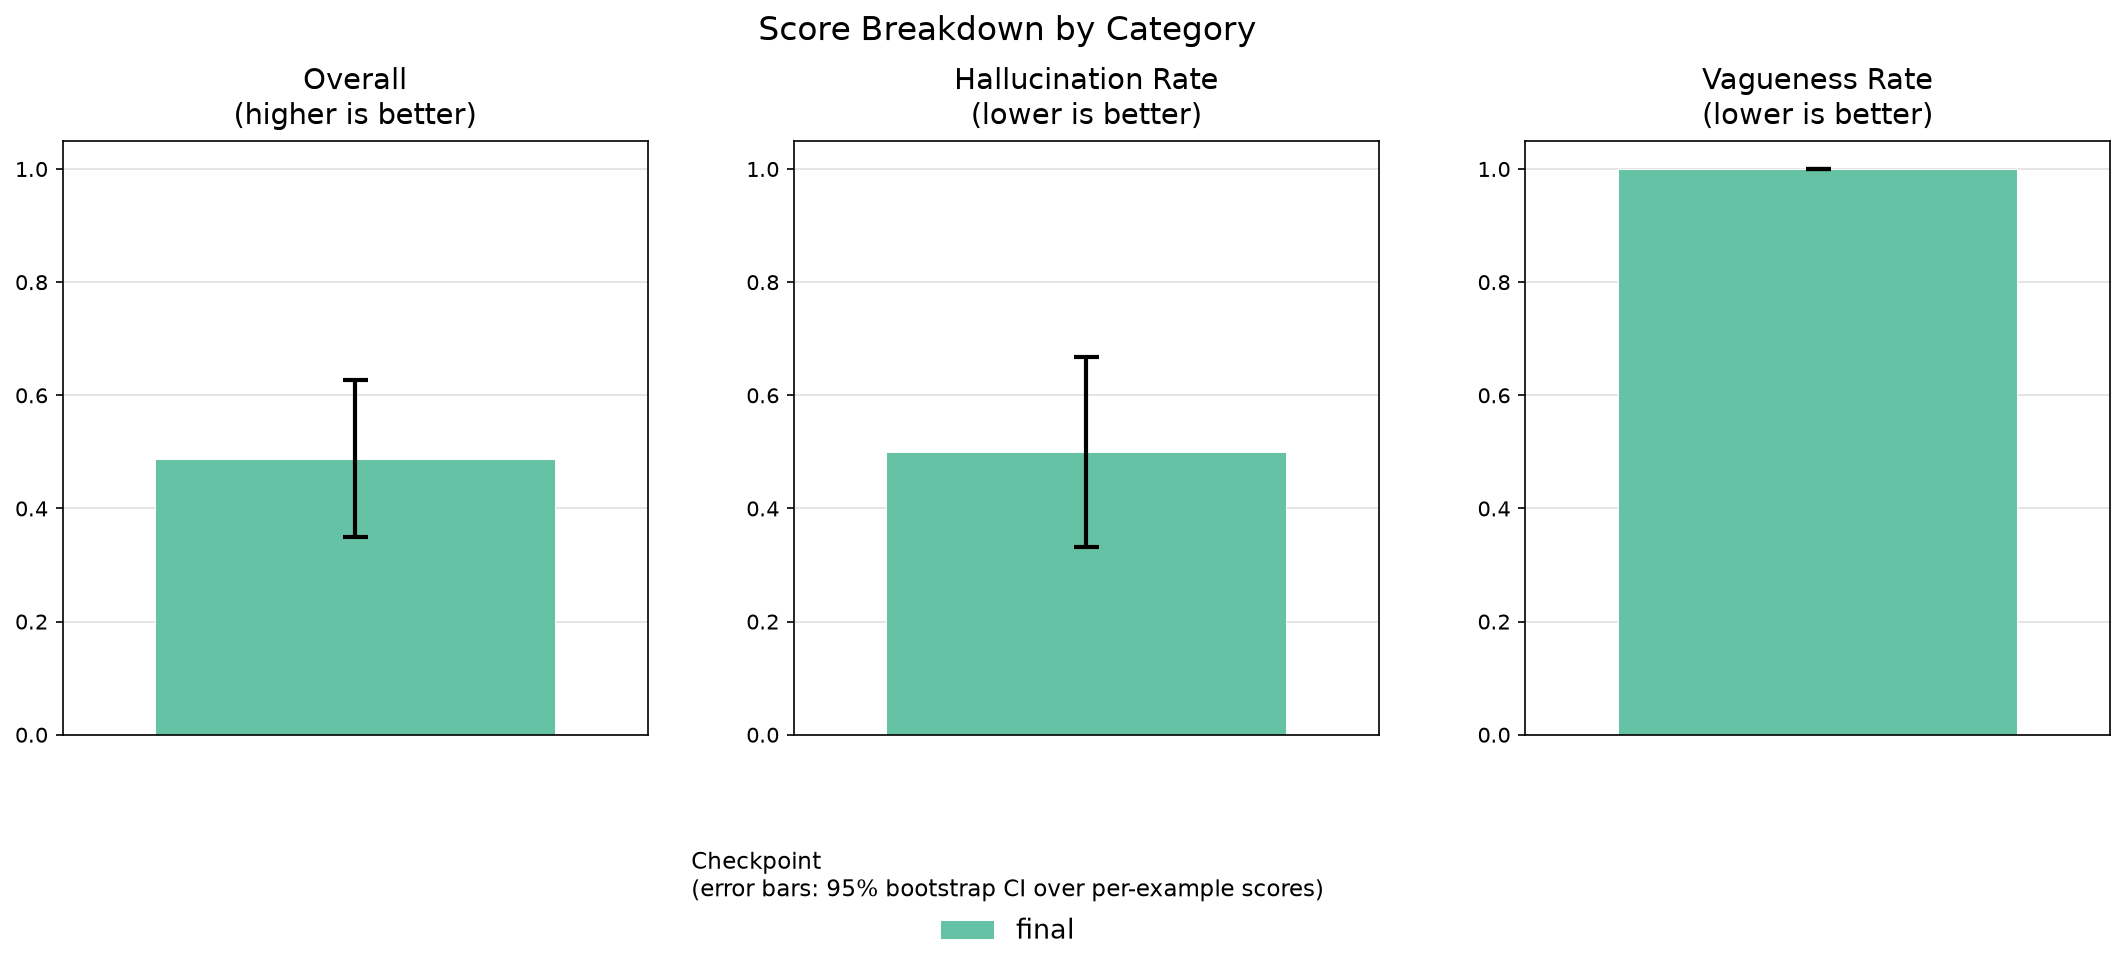 Score Breakdown by Category
Overall
(higher is better)
1.0
0.8
0.6
0.4
0.2
0.0
Hallucination Rate
(lower is better)
1.0
0.8
0.6
0.4
0.2
0.0
Vagueness Rate
(lower is better)
1.0
0.8
0.6
0.4
0.2
0.0
Checkpoint
(error bars: 95% bootstrap CI over per-example scores)
final